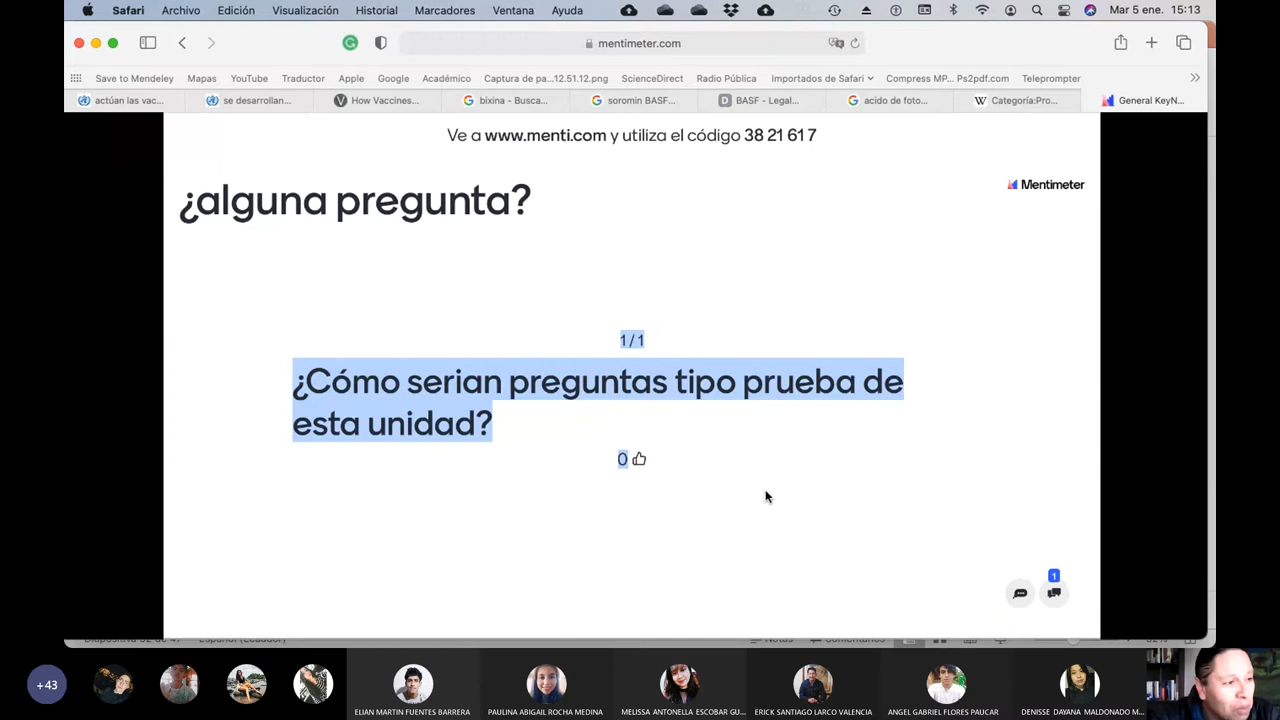 Safari Archivo Edición Visualización Historial Marcadores Ventana Ayuda Mar 5 ene. 15:13
mentimeter.com
Save to Mendeley Mapas YouTube Traductor Apple Google Académico Captura de pa...12.51.12.png ScienceDirect Radio Pública Importados de Safari Compress MP... Ps2pdf.com Teleprompter
actúan las vac... se desarrollan... How Vaccines... bixina - Busca... soromin BASF... BASF - Legal... acido de foto... Categoría:Pro... General KeyN...
Ve a www.menti.com y utiliza el código 38 21 61 7
Mentimeter
¿alguna pregunta?
1/1
¿Cómo serian preguntas tipo prueba de
esta unidad?
0
1
+43
ELIAN MARTIN FUENTES BARRERA PAULINA ABIGAIL ROCHA MEDINA MELISSA ANTONELLA ESCOBAR GU... ERICK SANTIAGO LARCO VALENCIA ANGEL GABRIEL FLORES PAUCAR DENISSE DAYANA MALDONADO M...